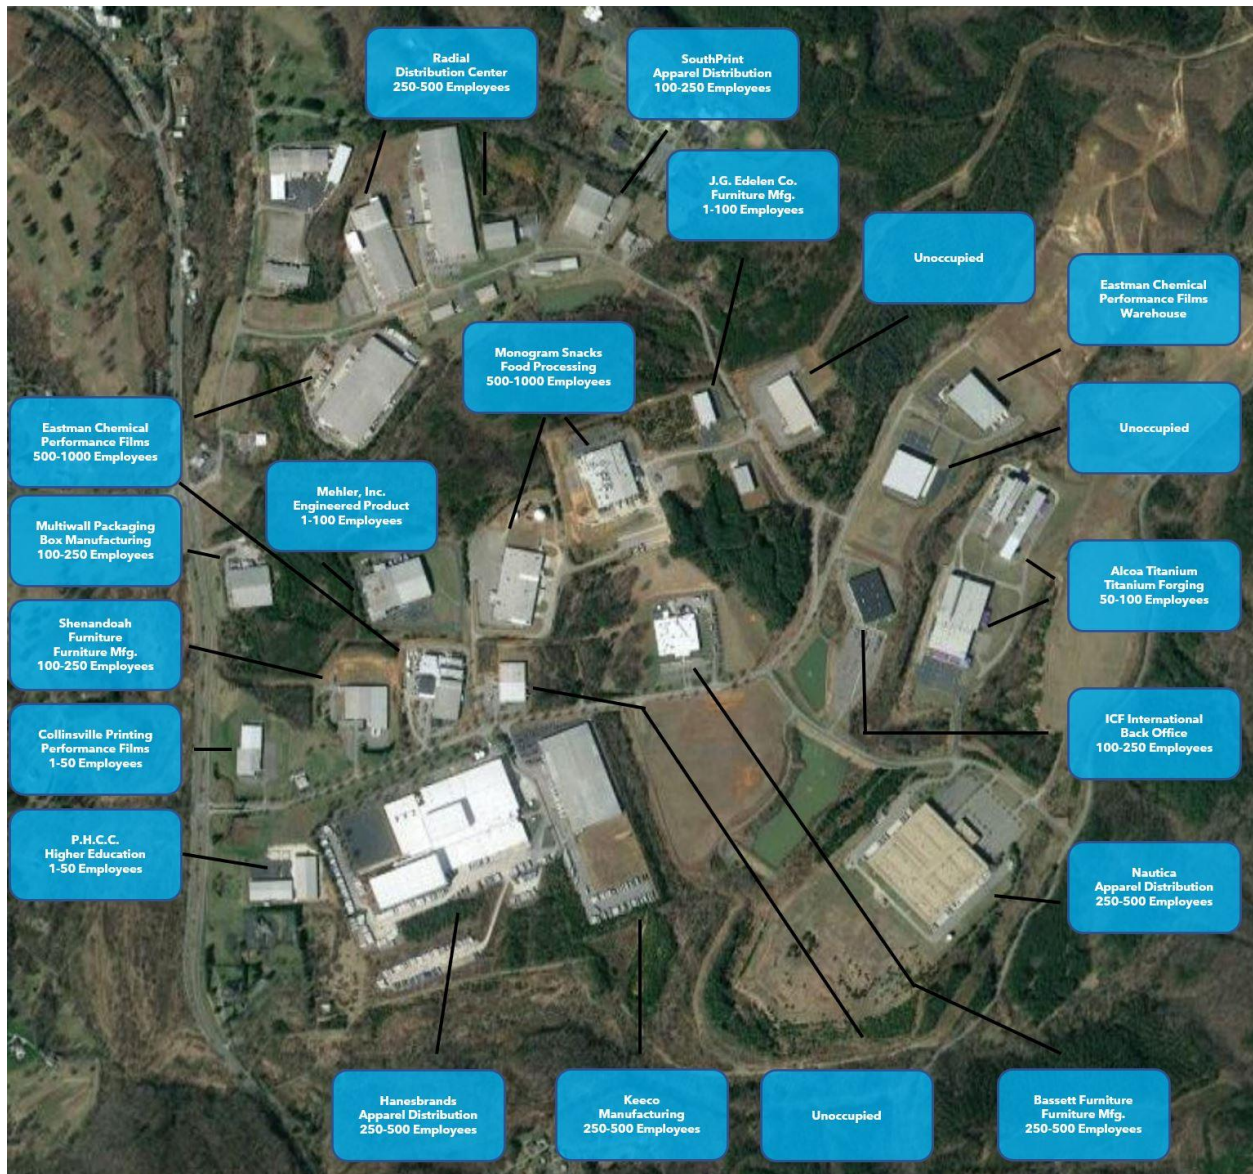 Radial
Distribution Center
250-500 Employees
SouthPrint
Apparel Distribution
100-250 Employees
J.G. Edelen Co.
Furniture Mfg.
1-100 Employees
Unoccupied
Eastman Chemical
Performance Films
Warehouse
Monogram Snacks
Food Processing
500-1000 Employees
Unoccupied
Eastman Chemical
Performance Films
500-1000 Employees
Mehler, Inc.
Engineered Product
1-100 Employees
Multiwall Packaging
Box Manufacturing
100-250 Employees
Alcoa Titanium
Titanium Forging
50-100 Employees
Shenandoah
Furniture
Furniture Mfg.
100-250 Employees
ICF International
Back Office
100-250 Employees
Collinsville Printing
Performance Films
1-50 Employees
P.H.C.C.
Higher Education
1-50 Employees
Nautica
Apparel Distribution
250-500 Employees
Hanesbrands
Apparel Distribution
250-500 Employees
Keeco
Manufacturing
250-500 Employees
Unoccupied
Bassett Furniture
Furniture Mfg.
250-500 Employees